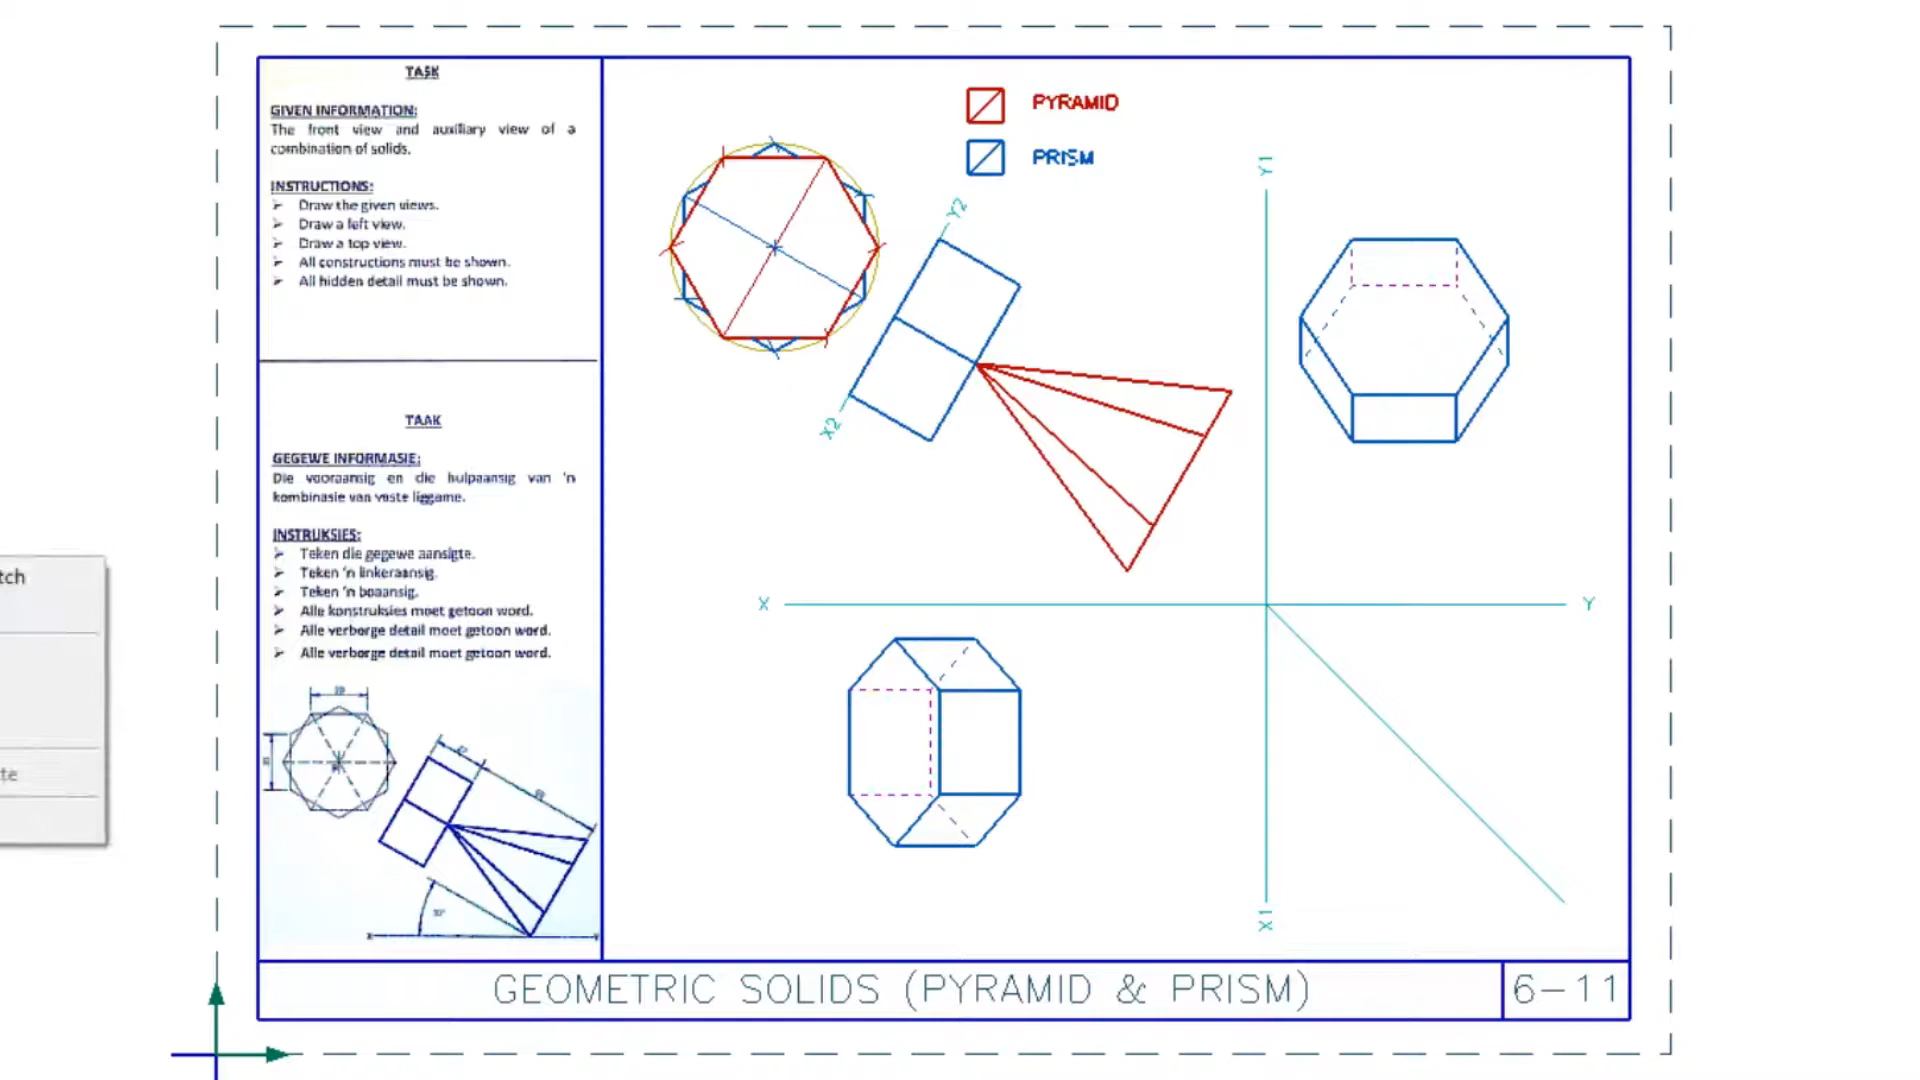 TASK
GIVEN INFORMATION:
The front view and auxiliary view of a
combination of solids.
INSTRUCTIONS:
➢ Draw the given views.
➢ Draw a left view.
➢ Draw a top view.
➢ All constructions must be shown.
➢ All hidden detail must be shown.
TAAK
GEGEWE INFORMASIE:
Die vooraansig en die hulpaansig van 'n
kombinasie van vaste liggame.
INSTRUKSIES:
➢ Teken die gegewe aansigte.
➢ Teken 'n linkeraansig.
➢ Teken 'n boaansig.
➢ Alle konstruksies moet getoon word.
➢ Alle verborge detail moet getoon word.
➢ Alle verborge detail moet getoon word.
PYRAMID
PRISM
Y1
Y2
X2
X
Y
X1
tch
te
GEOMETRIC SOLIDS (PYRAMID & PRISM)
6-11